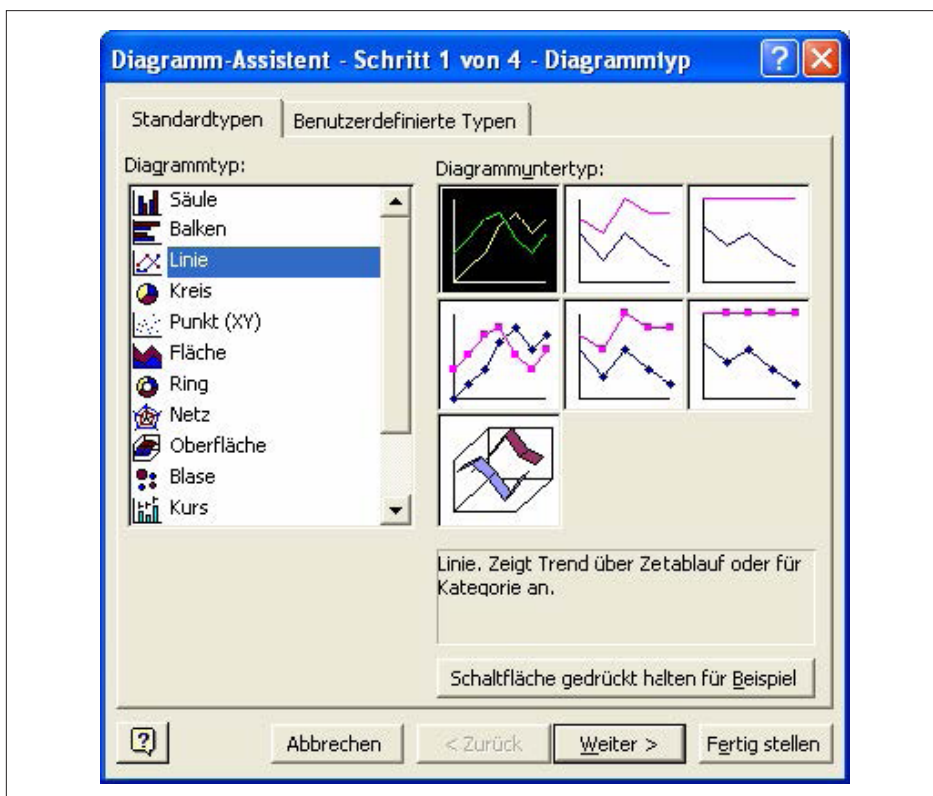 Diagramm-Assistent - Schritt 1 von 4 - Diagrammtyp
Standardtypen
Benutzerdefinierte Typen
Diagrammtyp:
Säule
Balken
Linie
Kreis
Punkt (XY)
Fläche
Ring
Netz
Oberfläche
Blase
Kurs
Diagrammuntertyp:
Linie. Zeigt Trend über Zetablauf oder für
Kategorie an.
Schaltfläche gedrückt halten für Beispiel
Abbrechen
< Zurück
Weiter >
Fertig stellen